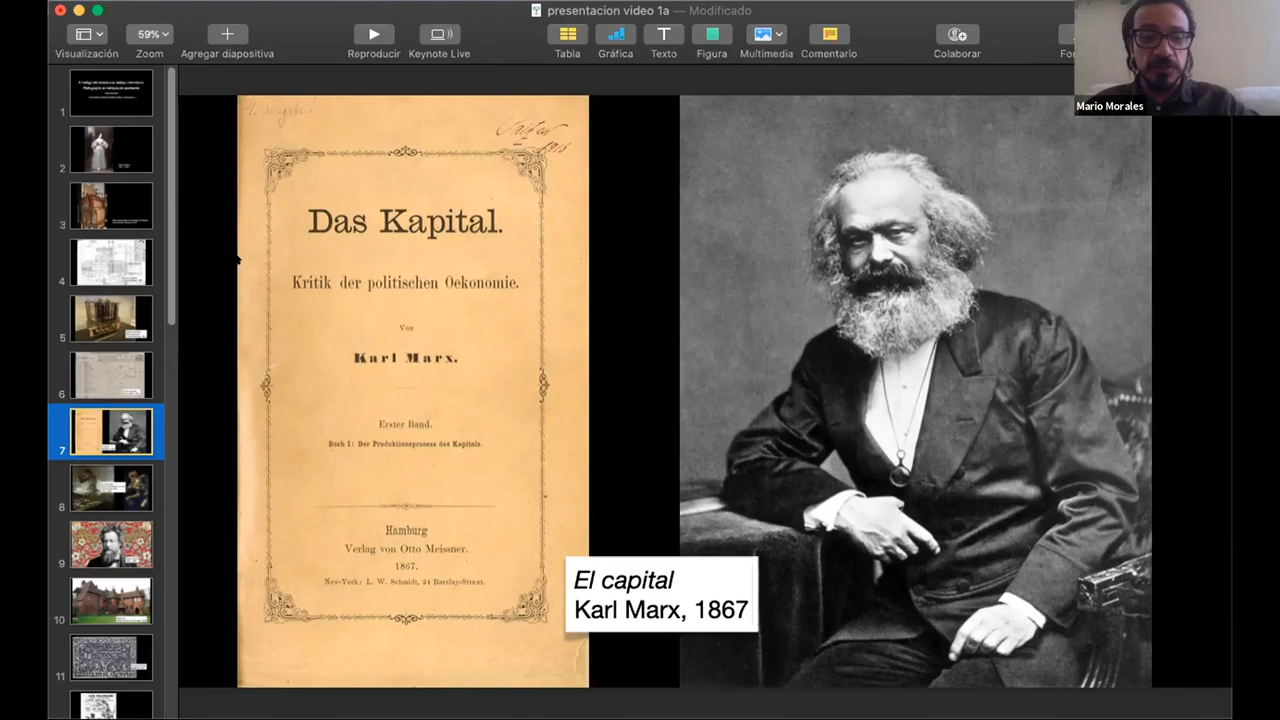 presentacion video 1a — Modificado
Visualización
59%
Zoom
Agregar diapositiva
Reproducir
Keynote Live
Tabla
Gráfica
Texto
Figura
Multimedia
Comentario
Colaborar
Mario Morales
1
2
3
4
5
6
7
8
9
10
11
Das Kapital.
Kritik der politischen Oekonomie.
Von
Karl Marx.
Erster Band.
Buch I: Der Produktionsprocess des Kapitals.
Hamburg
Verlag von Otto Meissner.
1867.
New-York: L. W. Schmidt, 24 Barclay-Street.
El capital
Karl Marx, 1867